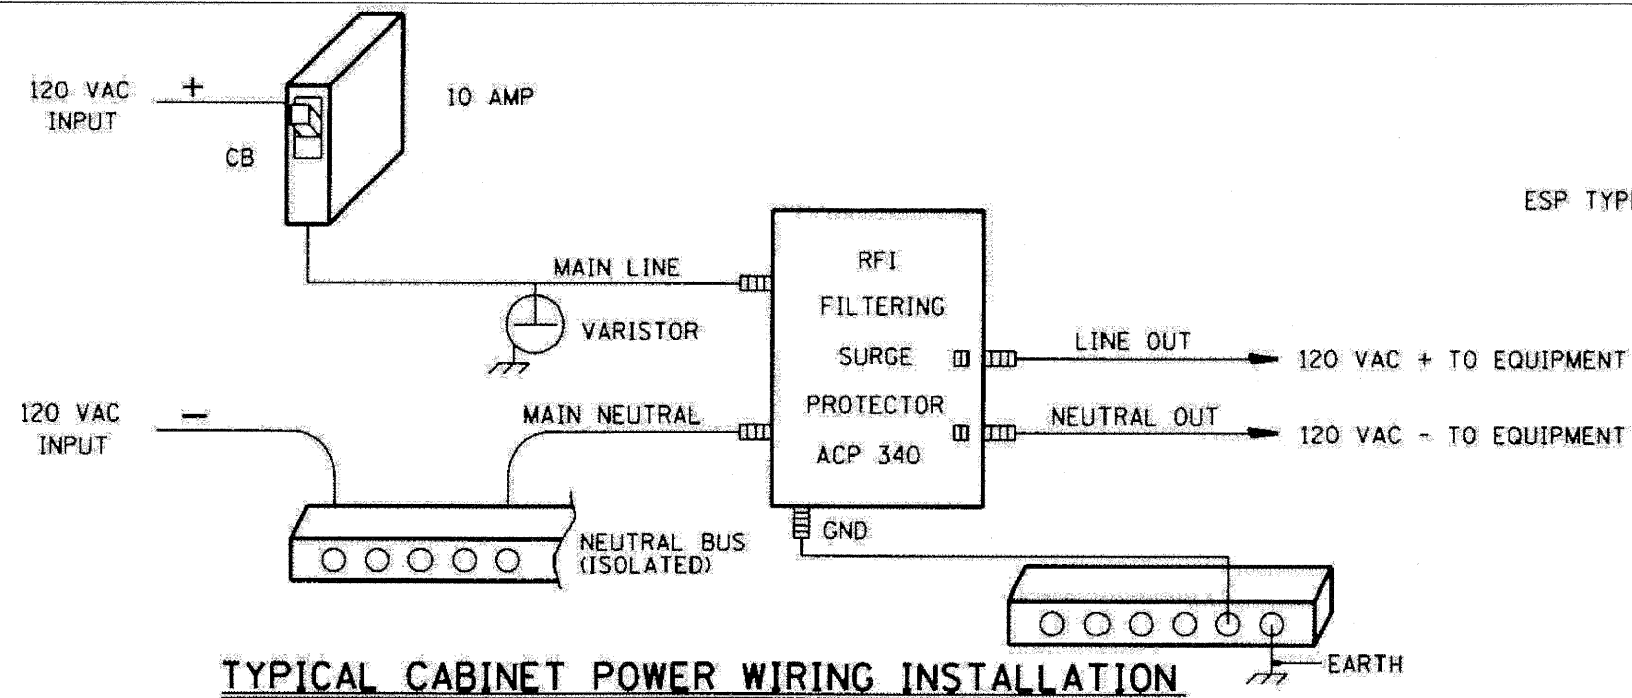 120 VAC
INPUT
+
10 AMP
CB
ESP TYP
MAIN LINE
VARISTOR
RFI
FILTERING
SURGE
PROTECTOR
ACP 340
LINE OUT
120 VAC + TO EQUIPMENT
120 VAC
INPUT
–
MAIN NEUTRAL
NEUTRAL OUT
120 VAC - TO EQUIPMENT
GND
NEUTRAL BUS
(ISOLATED)
EARTH
TYPICAL CABINET POWER WIRING INSTALLATION